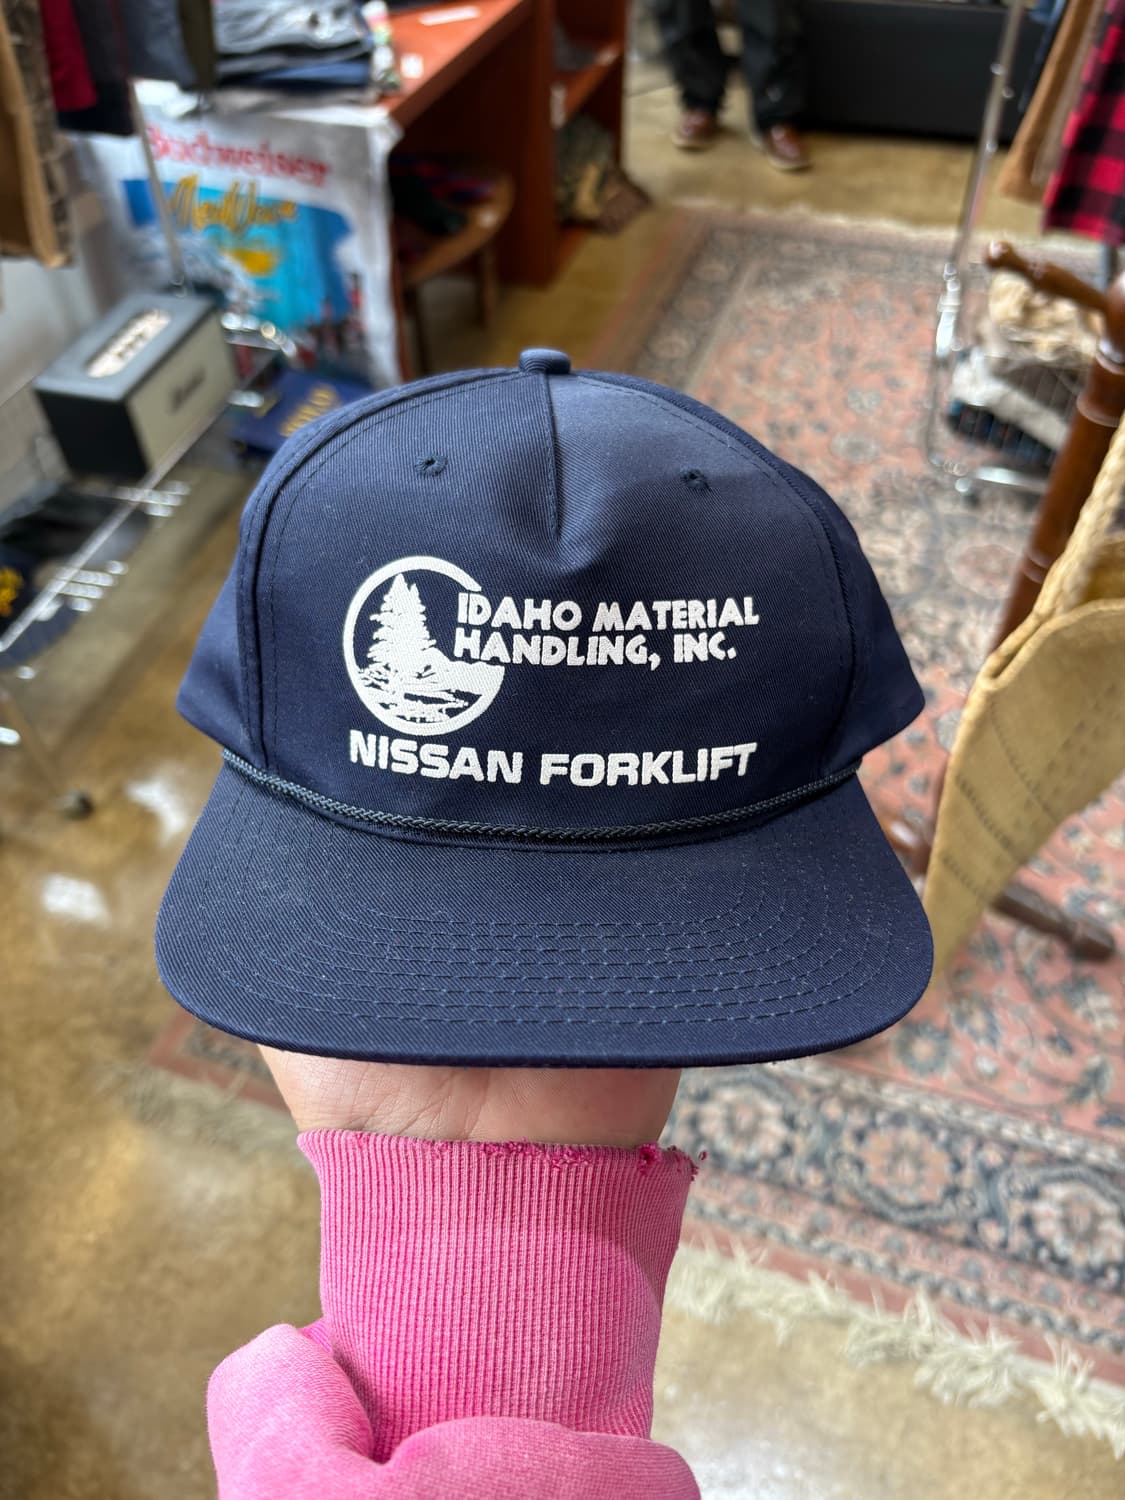 Budweiser
IDAHO MATERIAL
HANDLING, INC.
NISSAN FORKLIFT